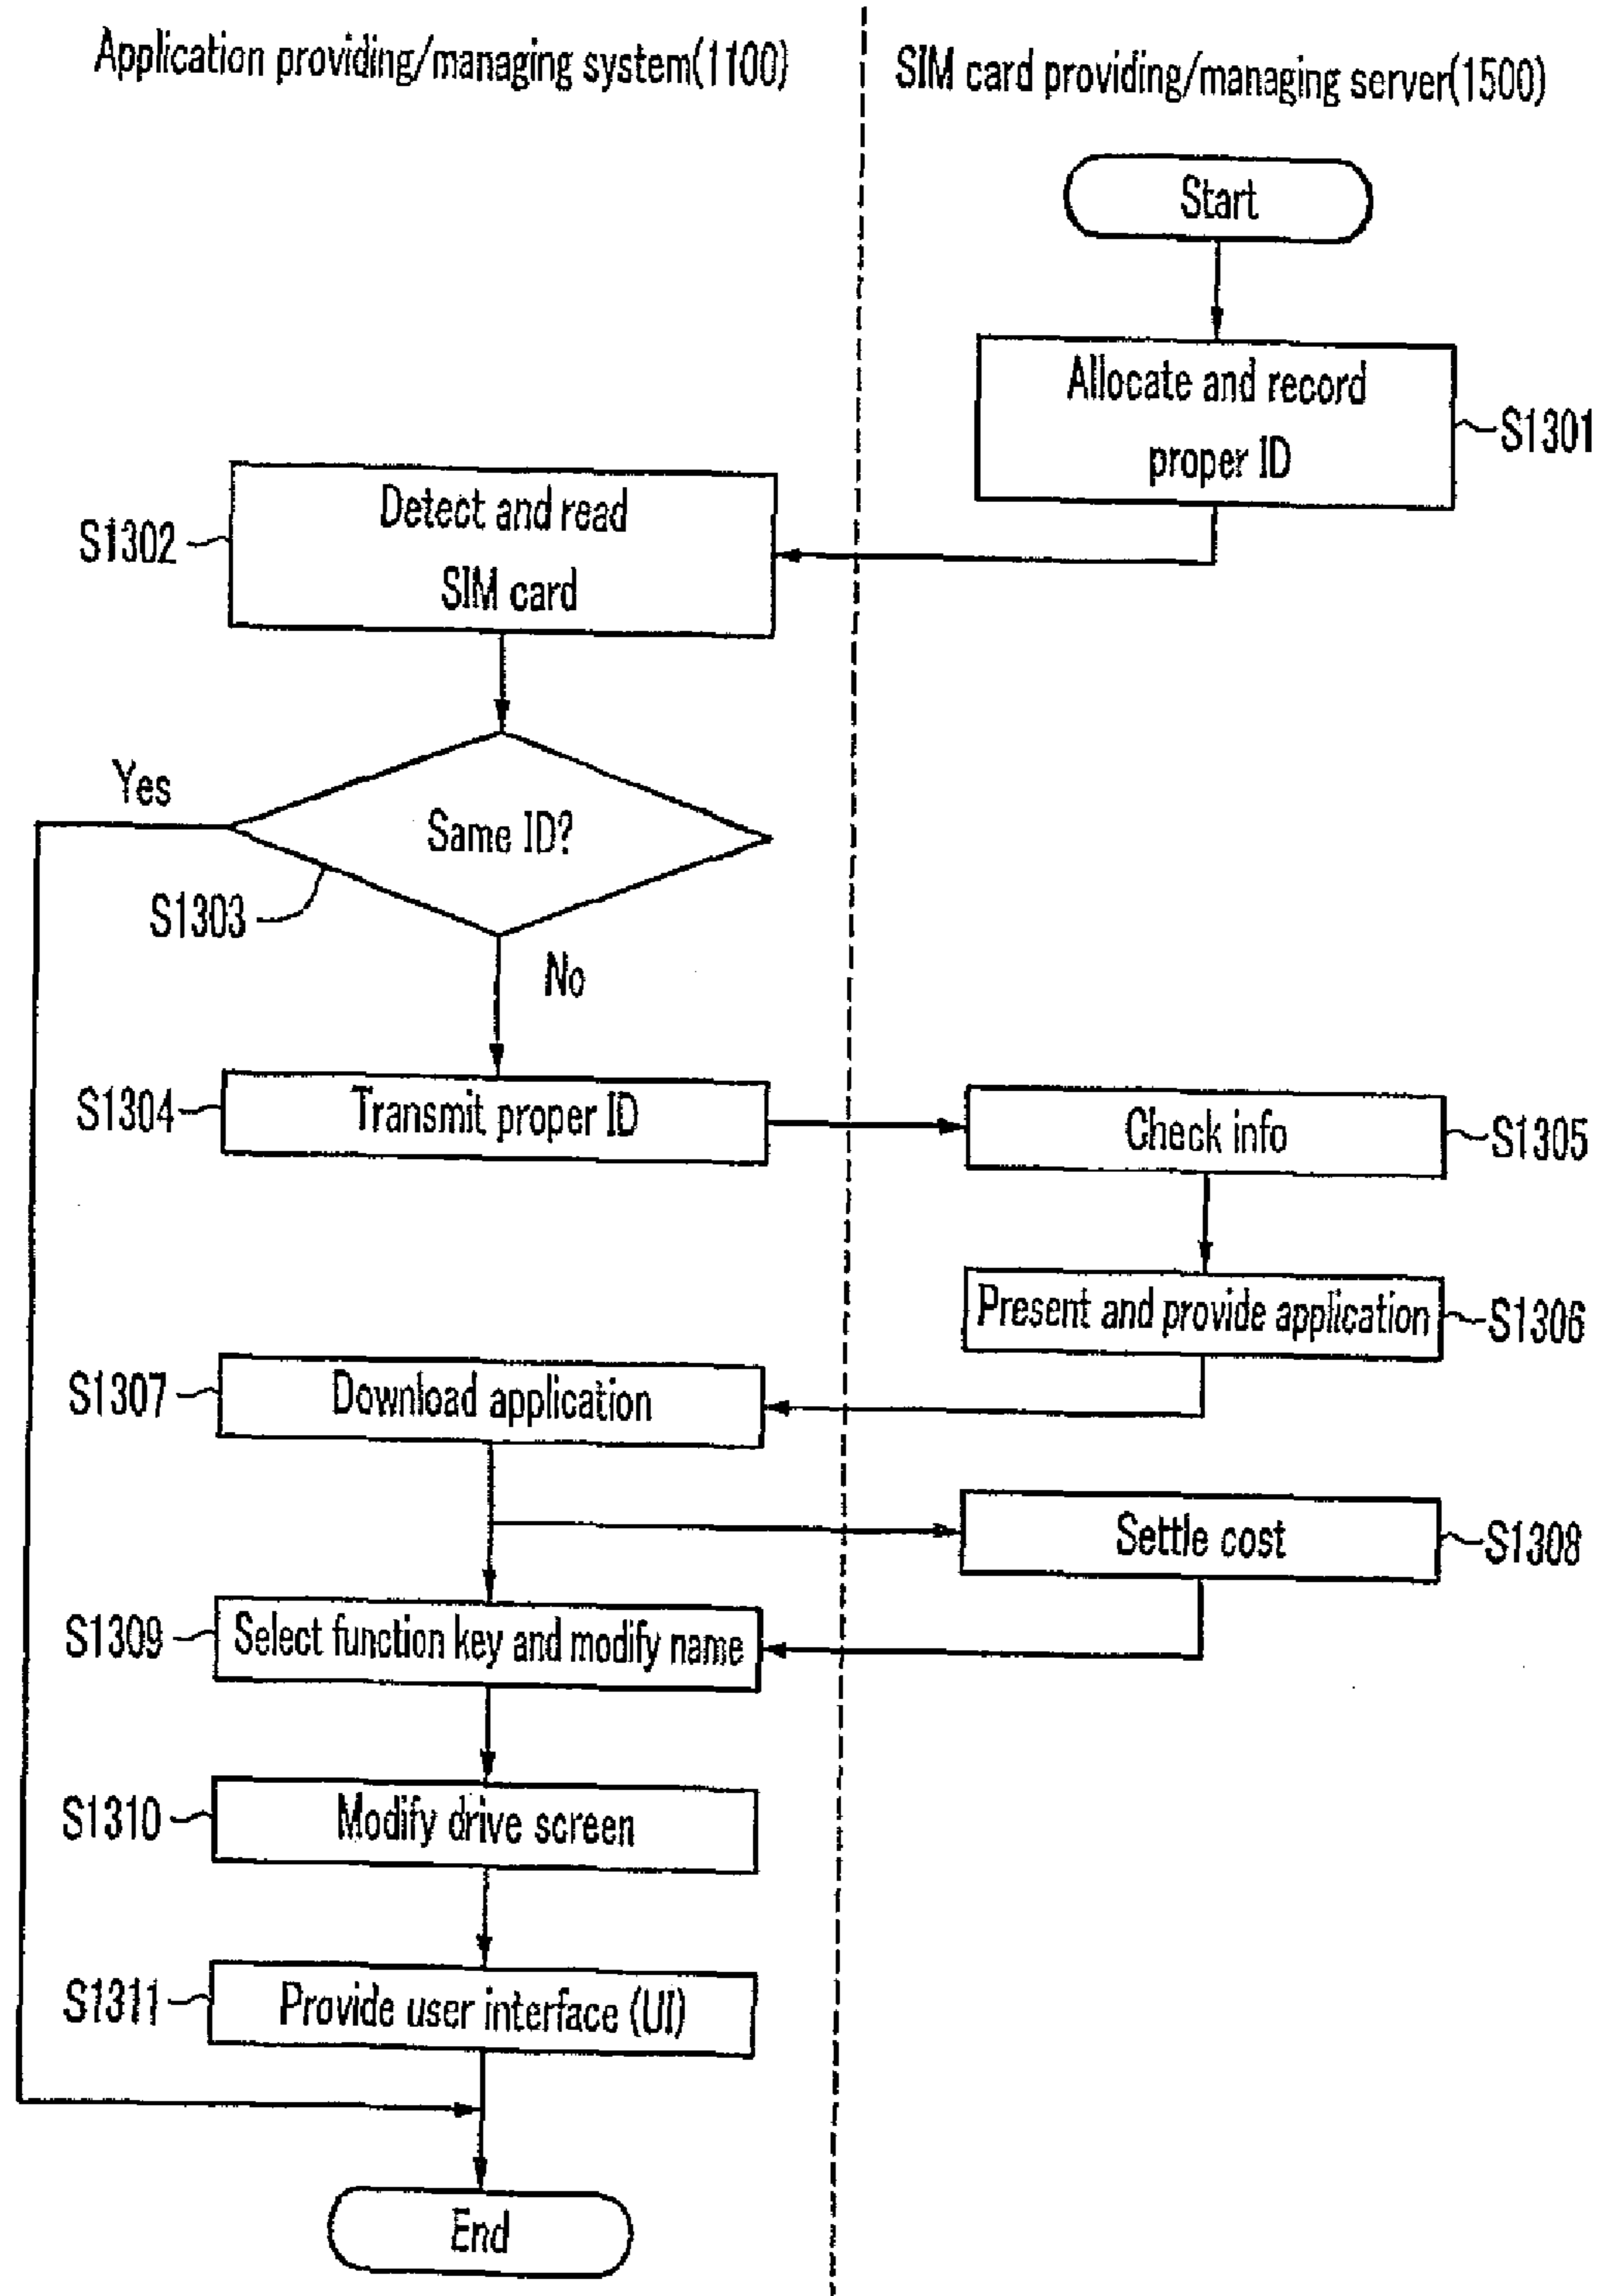 Application providing/managing system(1100)
SIM card providing/managing server(1500)
Start
Allocate and record
proper ID
S1301
Detect and read
SIM card
S1302
Yes
Same ID?
S1303
No
S1304
Transmit proper ID
Check info
S1305
Present and provide application
S1306
S1307
Download application
Settle cost
S1308
S1309
Select function key and modify name
S1310
Modify drive screen
S1311
Provide user interface (UI)
End